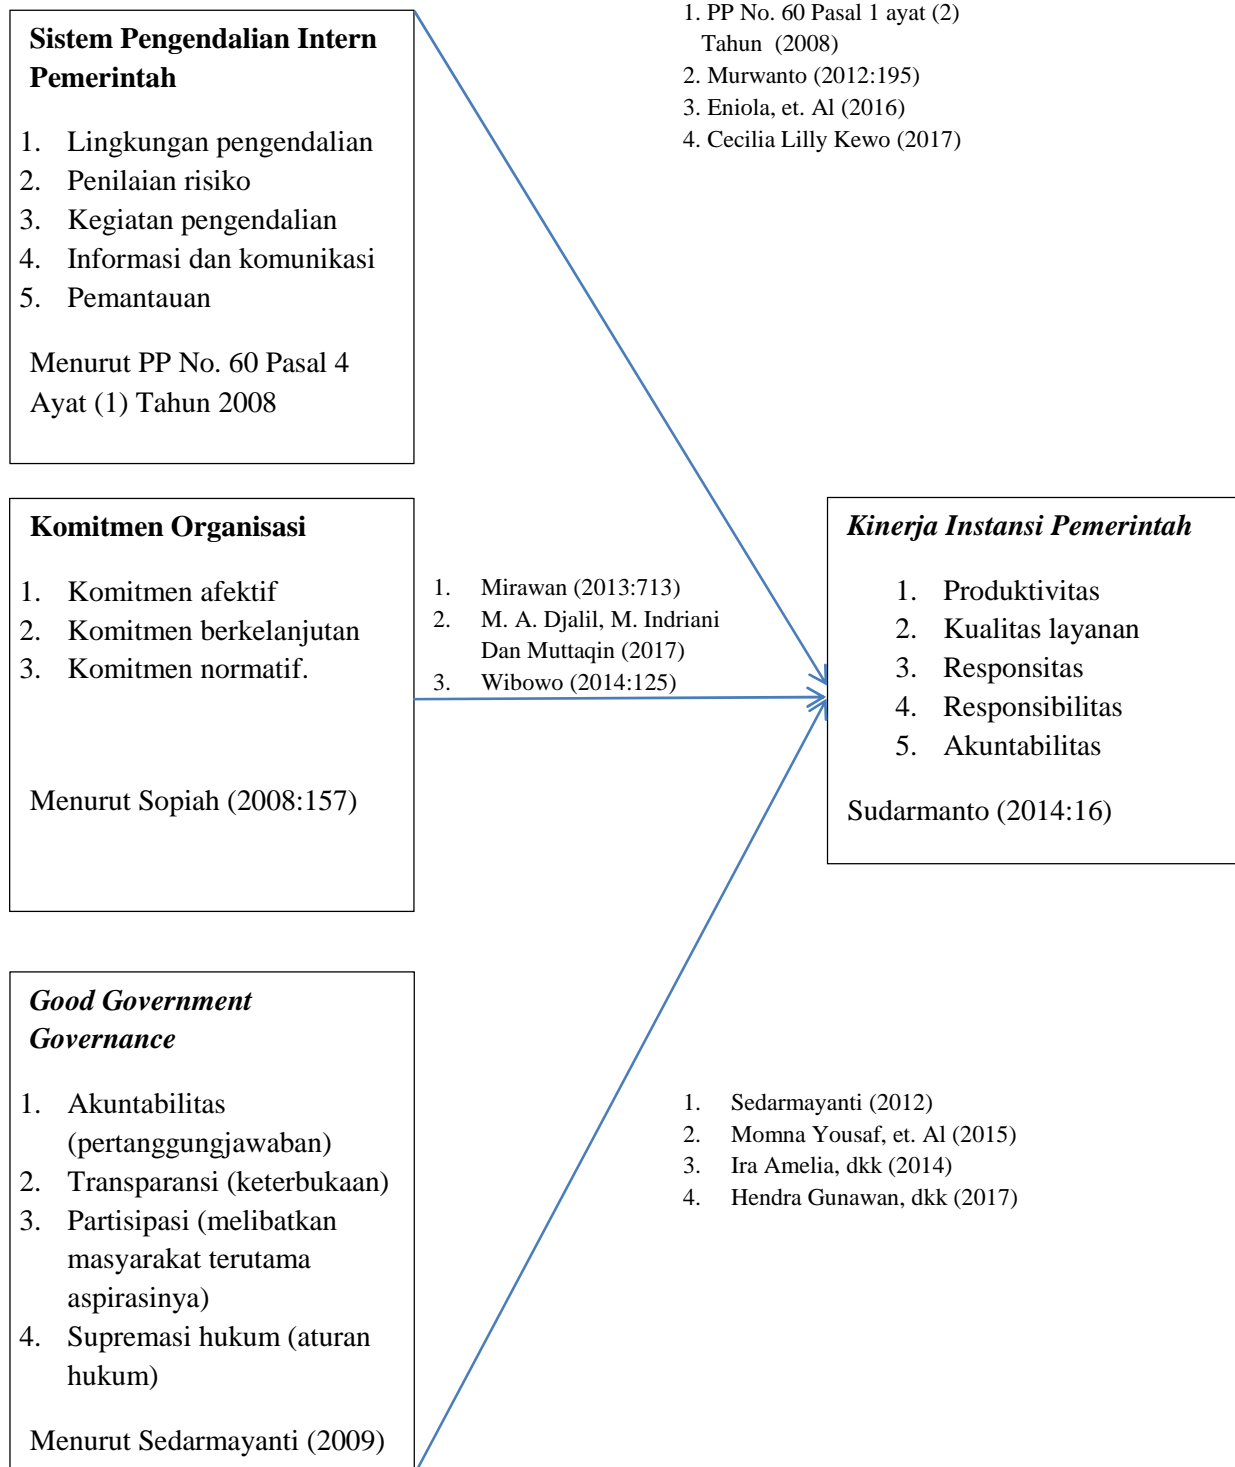 Sistem Pengendalian Intern
Pemerintah
1. Lingkungan pengendalian
2. Penilaian risiko
3. Kegiatan pengendalian
4. Informasi dan komunikasi
5. Pemantauan
Menurut PP No. 60 Pasal 4
Ayat (1) Tahun 2008
1. PP No. 60 Pasal 1 ayat (2)
Tahun (2008)
2. Murwanto (2012:195)
3. Eniola, et. Al (2016)
4. Cecilia Lilly Kewo (2017)
Komitmen Organisasi
1. Komitmen afektif
2. Komitmen berkelanjutan
3. Komitmen normatif.
Menurut Sopiah (2008:157)
1. Mirawan (2013:713)
2. M. A. Djalil, M. Indriani
Dan Muttaqin (2017)
3. Wibowo (2014:125)
Kinerja Instansi Pemerintah
1. Produktivitas
2. Kualitas layanan
3. Responsitas
4. Responsibilitas
5. Akuntabilitas
Sudarmanto (2014:16)
Good Government
Governance
1. Akuntabilitas
(pertanggungjawaban)
2. Transparansi (keterbukaan)
3. Partisipasi (melibatkan
masyarakat terutama
aspirasinya)
4. Supremasi hukum (aturan
hukum)
Menurut Sedarmayanti (2009)
1. Sedarmayanti (2012)
2. Momna Yousaf, et. Al (2015)
3. Ira Amelia, dkk (2014)
4. Hendra Gunawan, dkk (2017)